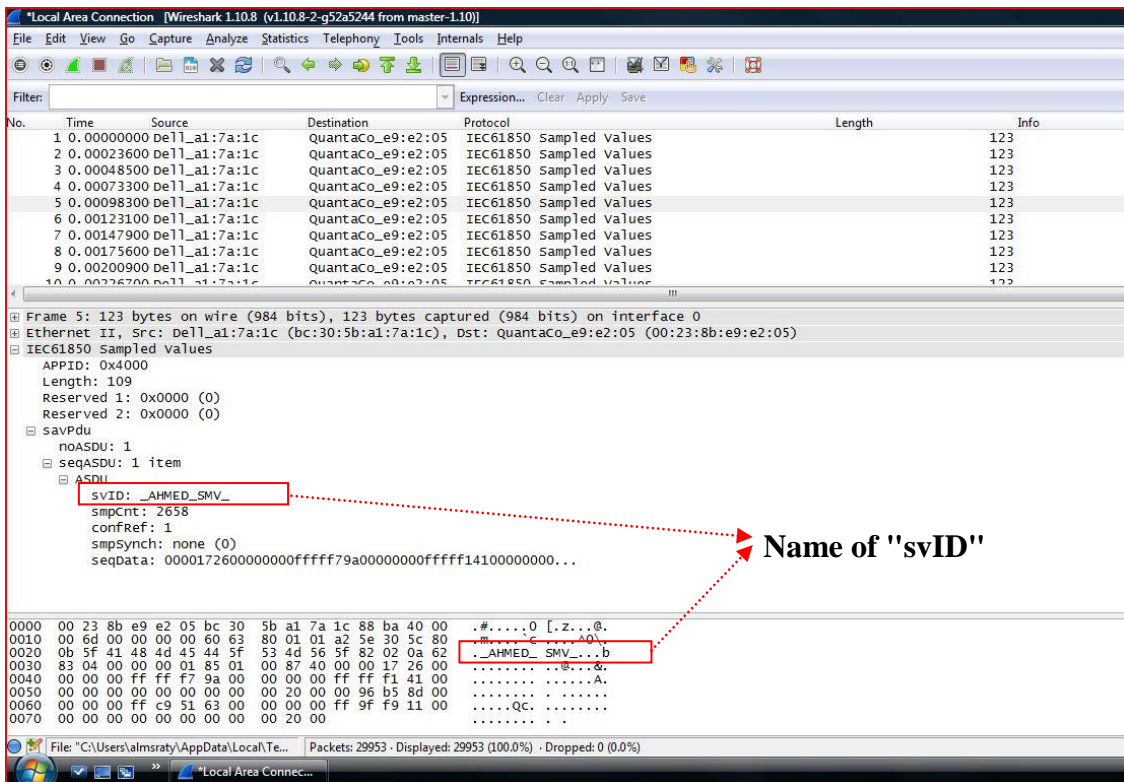 *Local Area Connection [Wireshark 1.10.8 (v1.10.8-2-g52a5244 from master-1.10)]
File Edit View Go Capture Analyze Statistics Telephony Tools Internals Help
Filter: Expression... Clear Apply Save
No. Time Source Destination Protocol Length Info
1 0.00000000 Dell_a1:7a:1c QuantaCo_e9:e2:05 IEC61850 Sampled Values 123
2 0.00023600 Dell_a1:7a:1c QuantaCo_e9:e2:05 IEC61850 Sampled Values 123
3 0.00048500 Dell_a1:7a:1c QuantaCo_e9:e2:05 IEC61850 Sampled Values 123
4 0.00073300 Dell_a1:7a:1c QuantaCo_e9:e2:05 IEC61850 Sampled Values 123
5 0.00098300 Dell_a1:7a:1c QuantaCo_e9:e2:05 IEC61850 Sampled Values 123
6 0.00123100 Dell_a1:7a:1c QuantaCo_e9:e2:05 IEC61850 Sampled Values 123
7 0.00147900 Dell_a1:7a:1c QuantaCo_e9:e2:05 IEC61850 Sampled Values 123
8 0.00175600 Dell_a1:7a:1c QuantaCo_e9:e2:05 IEC61850 Sampled Values 123
9 0.00200900 Dell_a1:7a:1c QuantaCo_e9:e2:05 IEC61850 Sampled Values 123
10 0.00226700 Dell_a1:7a:1c QuantaCo_e9:e2:05 IEC61850 Sampled Values 123
Frame 5: 123 bytes on wire (984 bits), 123 bytes captured (984 bits) on interface 0
Ethernet II, Src: Dell_a1:7a:1c (bc:30:5b:a1:7a:1c), Dst: QuantaCo_e9:e2:05 (00:23:8b:e9:e2:05)
IEC61850 Sampled Values
APPID: 0x4000
Length: 109
Reserved 1: 0x0000 (0)
Reserved 2: 0x0000 (0)
savPdu
noASDU: 1
seqASDU: 1 item
ASDU
svID: _AHMED_SMV_
smpCnt: 2658
confRef: 1
smpSynch: none (0)
seqData: 0000172600000000fffff79a00000000fffff14100000000...
Name of "svID"
0000 00 23 8b e9 e2 05 bc 30 5b a1 7a 1c 88 ba 40 00 .#.....0 [.z...@.
0010 00 6d 00 00 00 00 60 63 80 01 01 a2 5e 30 5c 80 .m....`c ....^0\.
0020 0b 5f 41 48 4d 45 44 5f 53 4d 56 5f 82 02 0a 62 ._AHMED_ SMV_...b
0030 83 04 00 00 00 01 85 01 00 87 40 00 00 17 26 00 ........ ..@...&.
0040 00 00 00 ff ff f7 9a 00 00 00 00 ff ff f1 41 00 ........ ......A.
0050 00 00 00 00 00 00 00 00 00 20 00 00 96 b5 8d 00 ........ . ......
0060 00 00 00 ff c9 51 63 00 00 00 00 ff 9f f9 11 00 .....Qc. ........
0070 00 00 00 00 00 00 00 00 00 20 00 ........ . .
File: "C:\Users\almsraty\AppData\Local\Te... Packets: 29953 · Displayed: 29953 (100.0%) · Dropped: 0 (0.0%)
*Local Area Connec...